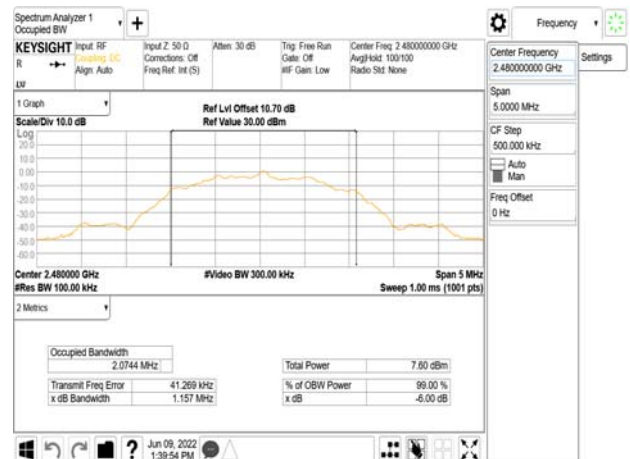 Spectrum Analyzer 1
Occupied BW
Frequency
KEYSIGHT
R
LXI
Input: RF
Coupling: DC
Align: Auto
Input Z: 50 Ω
Corrections: Off
Freq Ref: Int (S)
Atten: 30 dB
Trig: Free Run
Gate: Off
#IF Gain: Low
Center Freq: 2.480000000 GHz
Avg|Hold: 100/100
Radio Std: None
Center Frequency
2.480000000 GHz
Settings
Span
5.0000 MHz
CF Step
500.000 kHz
Auto
Man
Freq Offset
0 Hz
1 Graph
Scale/Div 10.0 dB
Ref Lvl Offset 10.70 dB
Ref Value 30.00 dBm
Log
20.0
10.0
0.00
-10.0
-20.0
-30.0
-40.0
-50.0
-60.0
Center 2.480000 GHz
#Res BW 100.00 kHz
#Video BW 300.00 kHz
Span 5 MHz
Sweep 1.00 ms (1001 pts)
2 Metrics
Occupied Bandwidth
2.0744 MHz
Total Power 7.60 dBm
Transmit Freq Error 41.269 kHz
% of OBW Power 99.00 %
x dB Bandwidth 1.157 MHz
x dB -6.00 dB
?
Jun 09, 2022
1:39:54 PM